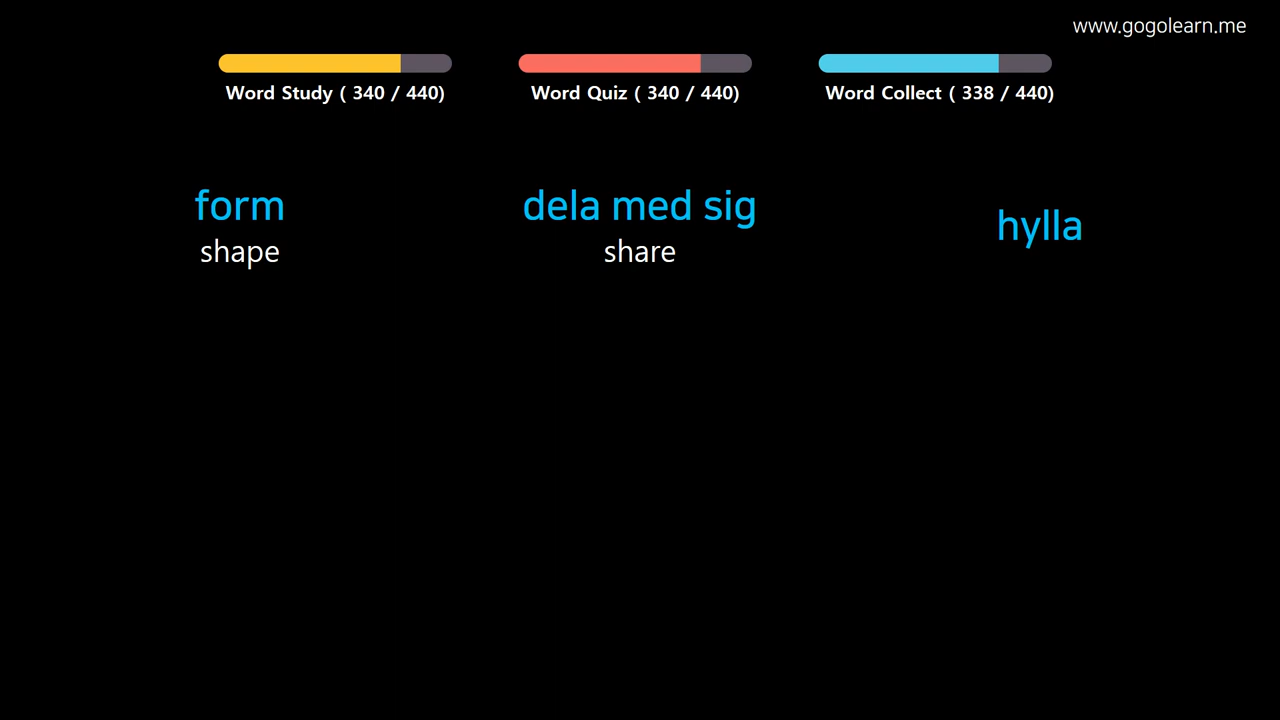 www.gogolearn.me
Word Study ( 340 / 440)
Word Quiz ( 340 / 440)
Word Collect ( 338 / 440)
form
shape
dela med sig
share
hylla